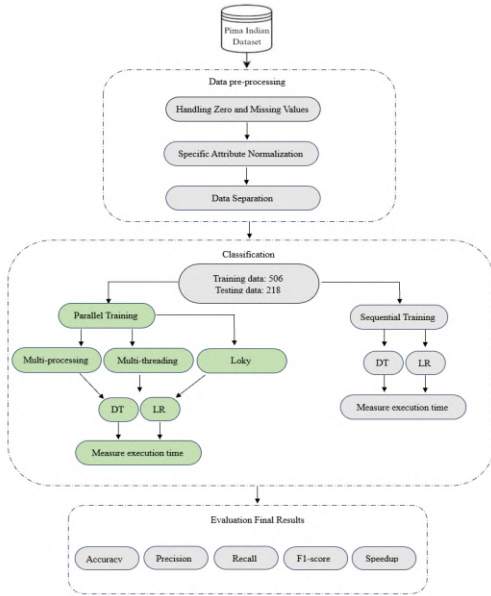 Pima Indian
Dataset
Data pre-processing
Handling Zero and Missing Values
Specific Attribute Normalization
Data Separation
Classification
Training data: 506
Testing data: 218
Parallel Training
Sequential Training
Multi-processing
Multi-threading
Loky
DT
LR
DT
LR
Measure execution time
Measure execution time
Evaluation Final Results
Accuracy
Precision
Recall
F1-score
Speedup